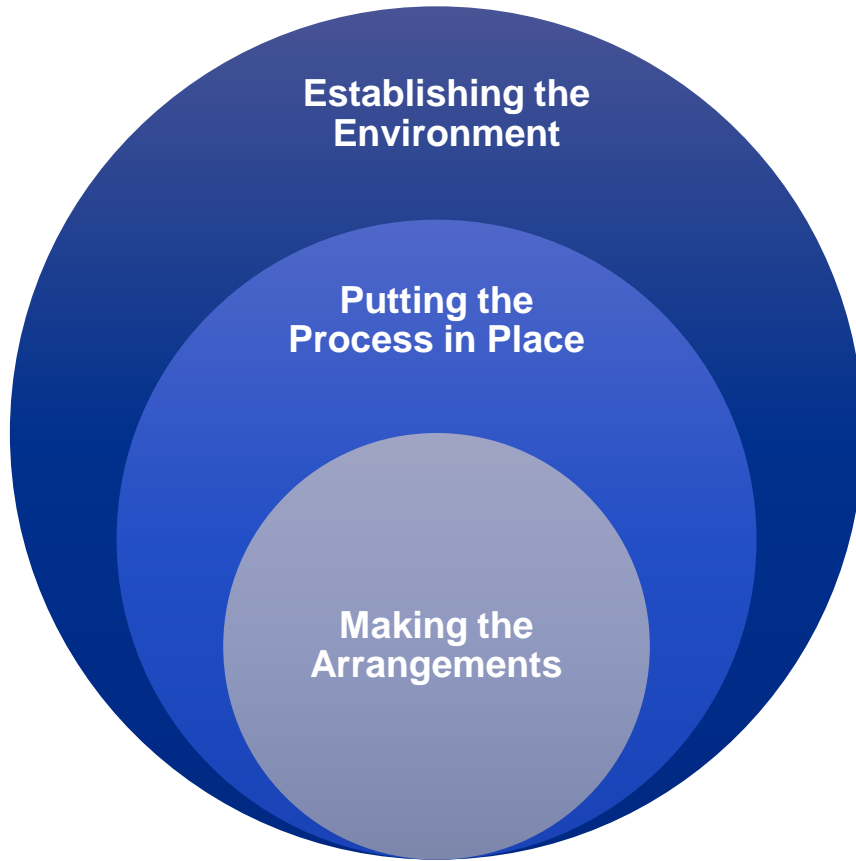 Establishing the
Environment
Putting the
Process in Place
Making the
Arrangements